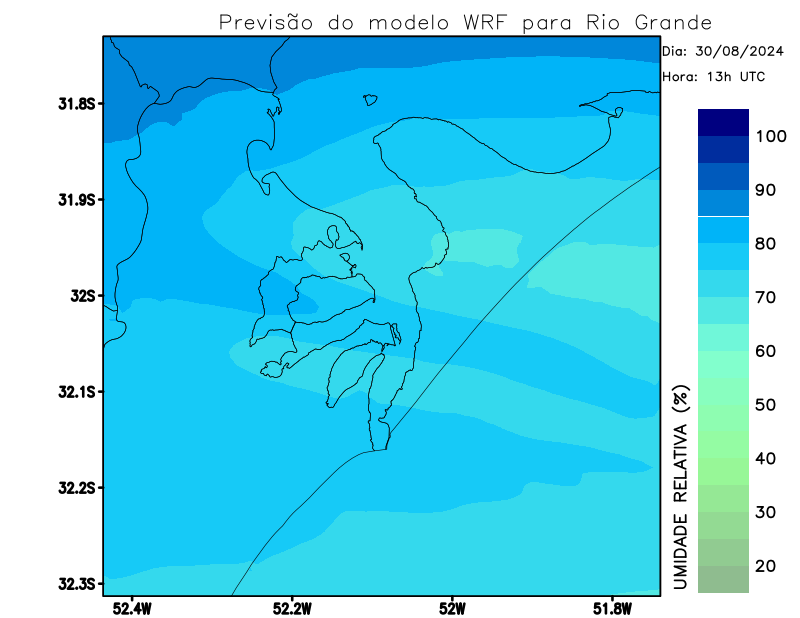 Previsão do modelo WRF para Rio Grande
Dia: 30/08/2024
Hora: 13h UTC
31.8S
31.9S
32S
32.1S
32.2S
32.3S
52.4W
52.2W
52W
51.8W
100
90
80
70
60
50
40
30
20
UMIDADE RELATIVA (%)